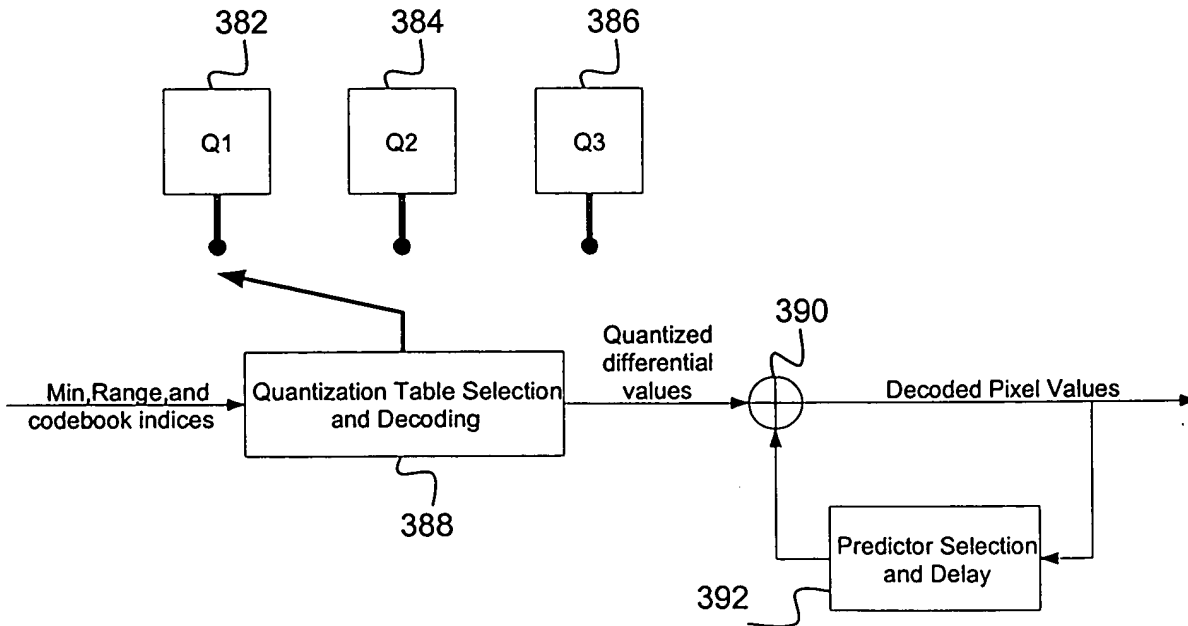 382
384
386
Q1
Q2
Q3
390
Quantized
differential
values
Min,Range,and
codebook indices
Quantization Table Selection
and Decoding
Decoded Pixel Values
388
Predictor Selection
and Delay
392